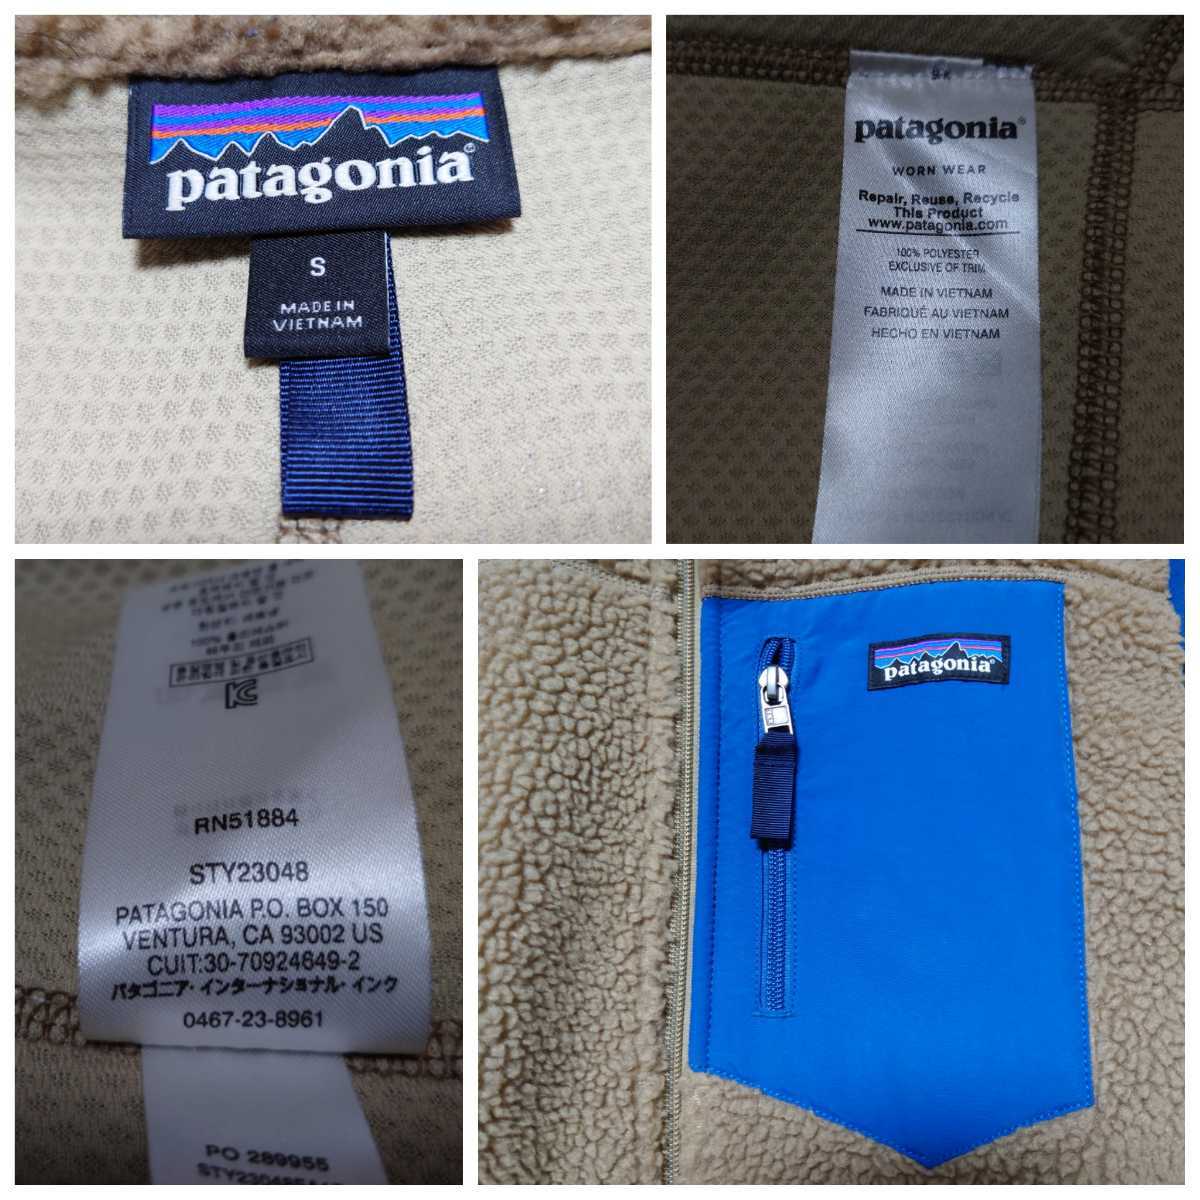 patagonia
S
MADE IN
VIETNAM
patagonia®
WORN WEAR
Repair, Reuse, Recycle
This Product
www.patagonia.com
100% POLYESTER
EXCLUSIVE OF TRIM
MADE IN VIETNAM
FABRIQUÉ AU VIETNAM
HECHO EN VIETNAM
RN51884
STY23048
PATAGONIA P.O. BOX 150
VENTURA, CA 93002 US
CUIT:30-70924649-2
パタゴニア・インターナショナル・インク
0467-23-8961
PO 289955
patagonia®